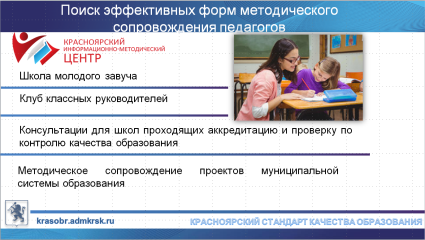 Поиск эффективных форм методического
сопровождения педагогов
КРАСНОЯРСКИЙ
ИНФОРМАЦИОННО-МЕТОДИЧЕСКИЙ
ЦЕНТР
Школа молодого завуча
Клуб классных руководителей
Консультации для школ проходящих аккредитацию и проверку по
контролю качества образования
Методическое сопровождение проектов муниципальной
системы образования
krasobr.admkrsk.ru
КРАСНОЯРСКИЙ СТАНДАРТ КАЧЕСТВА ОБРАЗОВАНИЯ